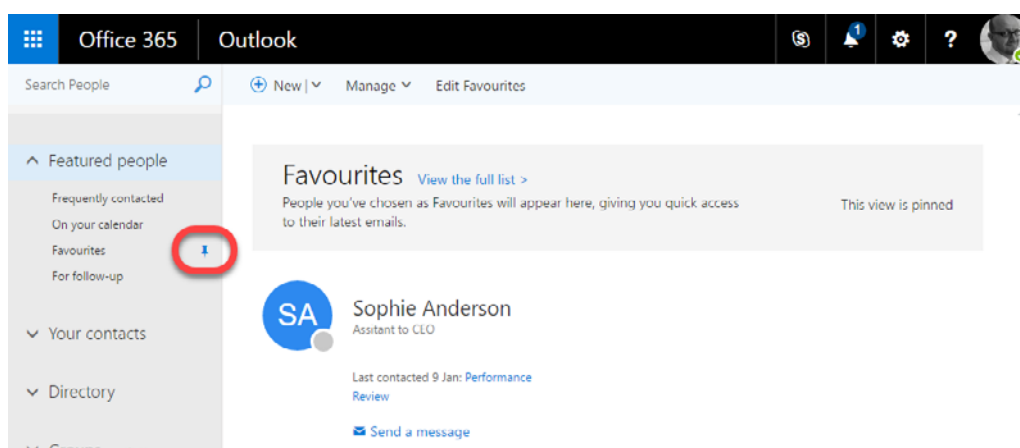 Office 365
Outlook
1
?
Search People
New
Manage
Edit Favourites
Featured people
Frequently contacted
On your calendar
Favourites
For follow-up
Your contacts
Directory
Favourites View the full list >
People you've chosen as Favourites will appear here, giving you quick access
to their latest emails.
This view is pinned
SA
Sophie Anderson
Assitant to CEO
Last contacted 9 Jan: Performance
Review
Send a message